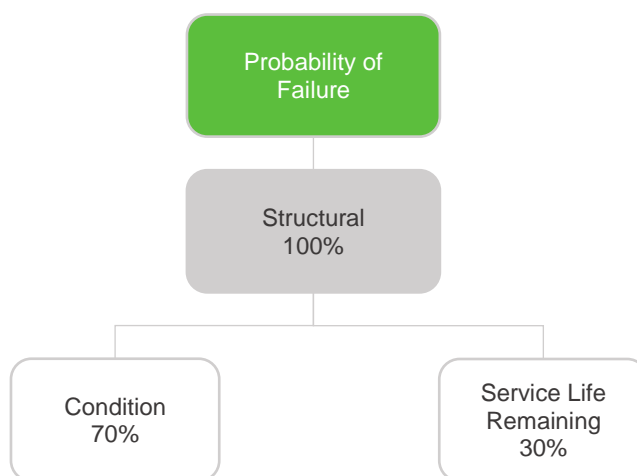 Probability of
Failure
Structural
100%
Condition
70%
Service Life
Remaining
30%